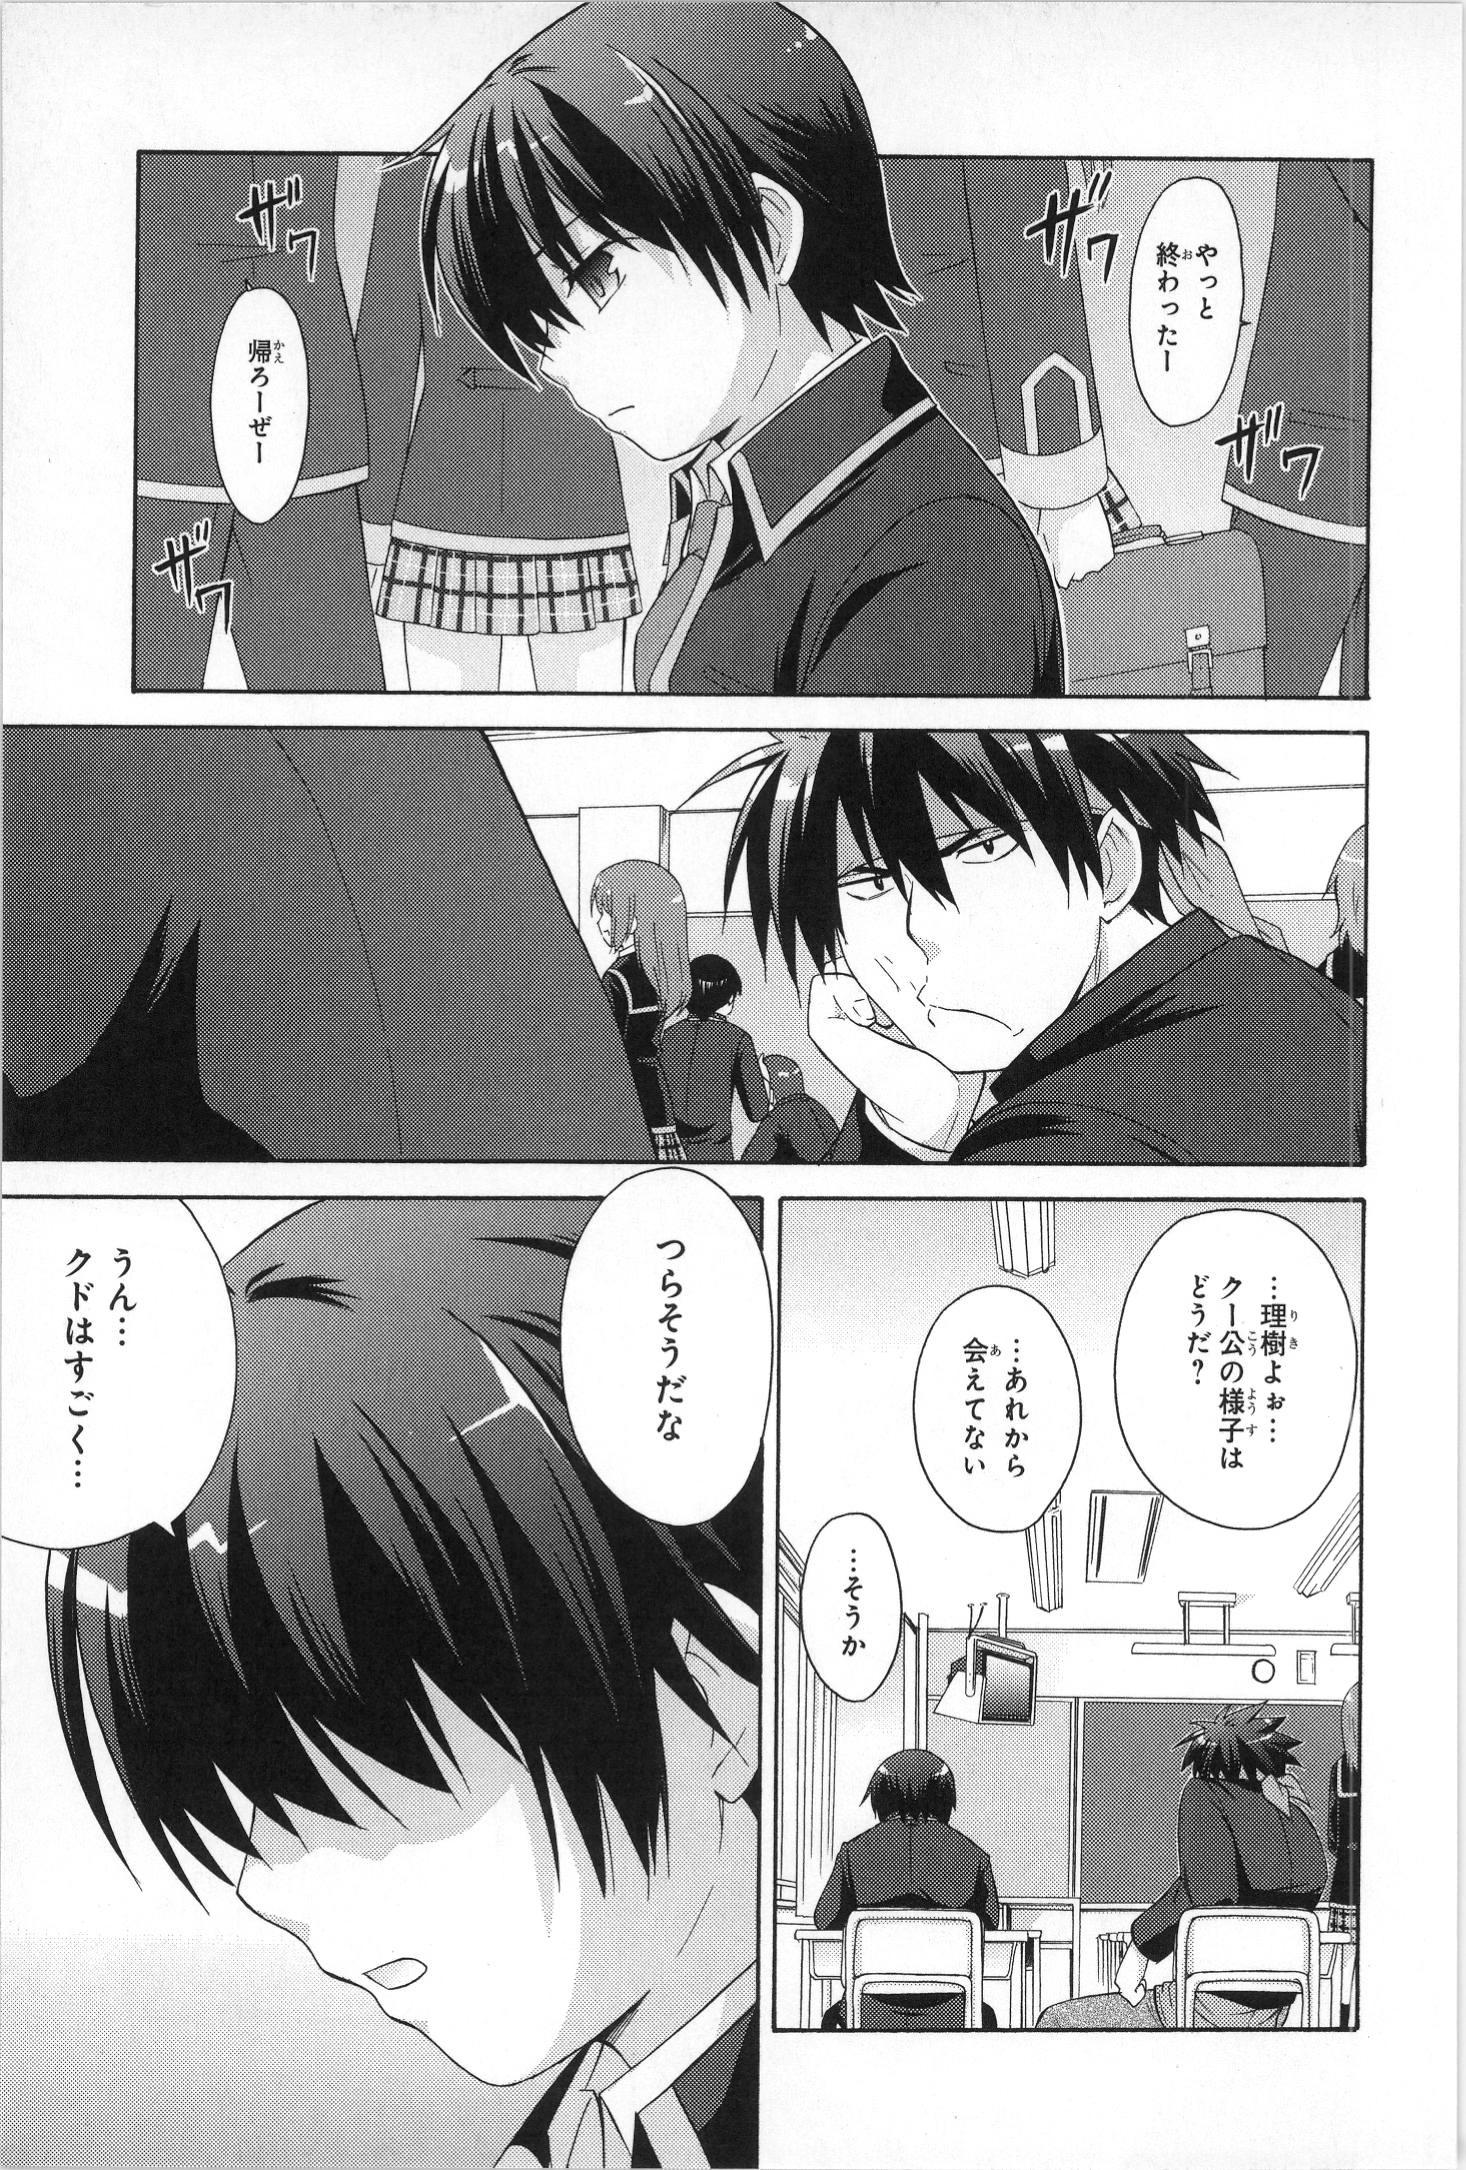 やっと
終わったー
ザワ
ザワ
帰ろーぜー
ザワ
ザワ
…理樹よぉ…
クー公の様子は
どうだ?
…あれから
会えてない
…そうか
つらそうだな
うん…
クドはすごく…